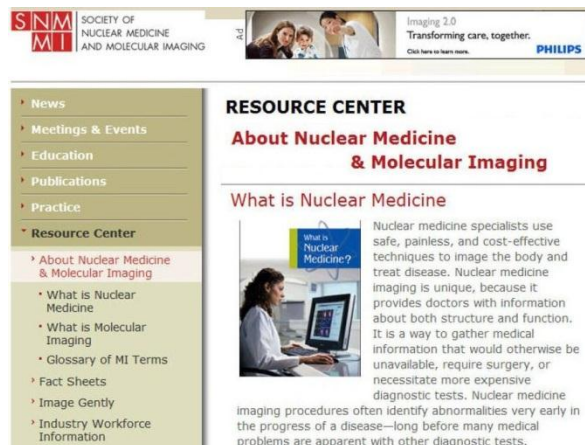 SNM
MI
SOCIETY OF
NUCLEAR MEDICINE
AND MOLECULAR IMAGING
Ad
Imaging 2.0
Transforming care, together.
Click here to learn more.
PHILIPS
News
Meetings & Events
Education
Publications
Practice
Resource Center
About Nuclear Medicine
& Molecular Imaging
What is Nuclear
Medicine
What is Molecular
Imaging
Glossary of MI Terms
Fact Sheets
Image Gently
Industry Workforce
Information
RESOURCE CENTER
About Nuclear Medicine
& Molecular Imaging
What is Nuclear Medicine
What is
Nuclear
Medicine?
Nuclear medicine specialists use
safe, painless, and cost-effective
techniques to image the body and
treat disease. Nuclear medicine
imaging is unique, because it
provides doctors with information
about both structure and function.
It is a way to gather medical
information that would otherwise be
unavailable, require surgery, or
necessitate more expensive
diagnostic tests. Nuclear medicine
imaging procedures often identify abnormalities very early in
the progress of a disease—long before many medical
problems are apparent with other diagnostic tests.